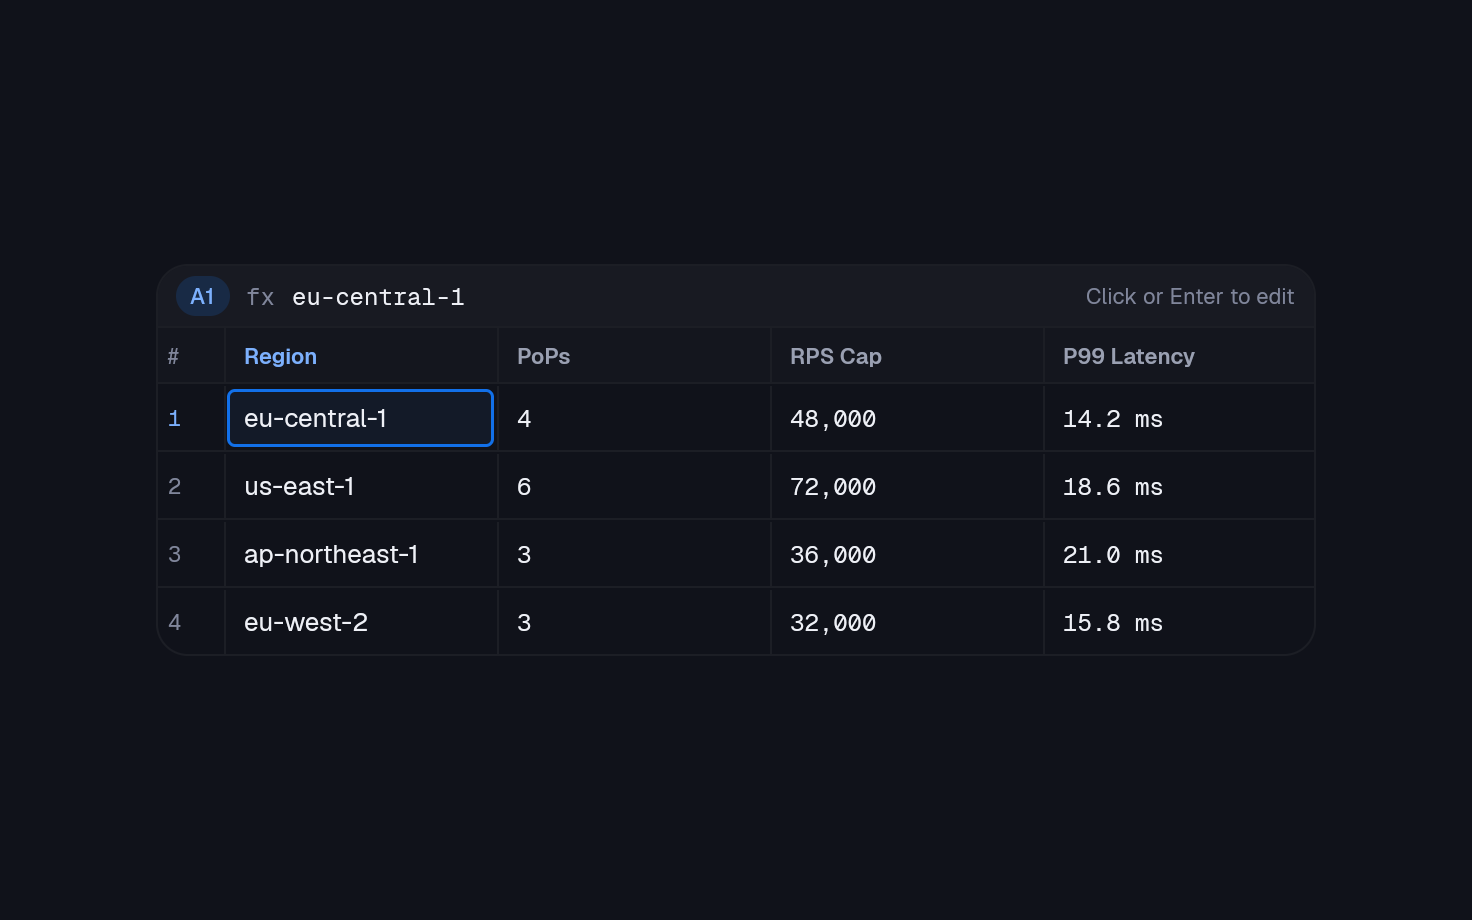 A1 fx eu-central-1 Click or Enter to edit
# Region PoPs RPS Cap P99 Latency
1 eu-central-1 4 48,000 14.2 ms
2 us-east-1 6 72,000 18.6 ms
3 ap-northeast-1 3 36,000 21.0 ms
4 eu-west-2 3 32,000 15.8 ms